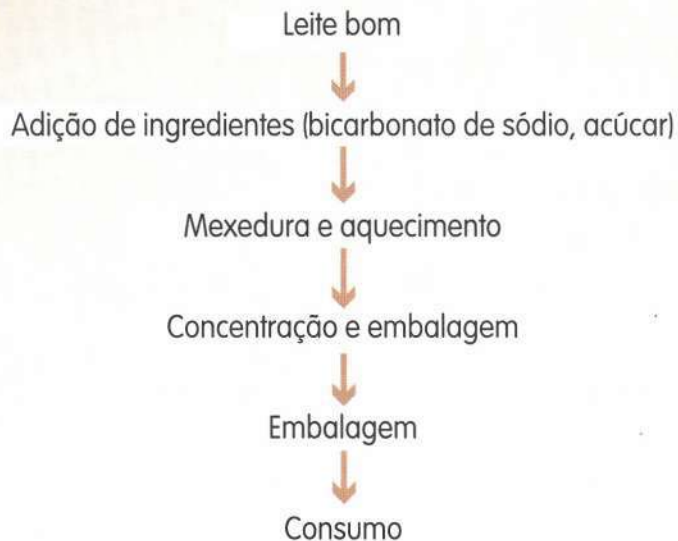 Leite bom
Adição de ingredientes (bicarbonato de sódio, acúcar)
Mexedura e aquecimento
Concentração e embalagem
Embalagem
Consumo